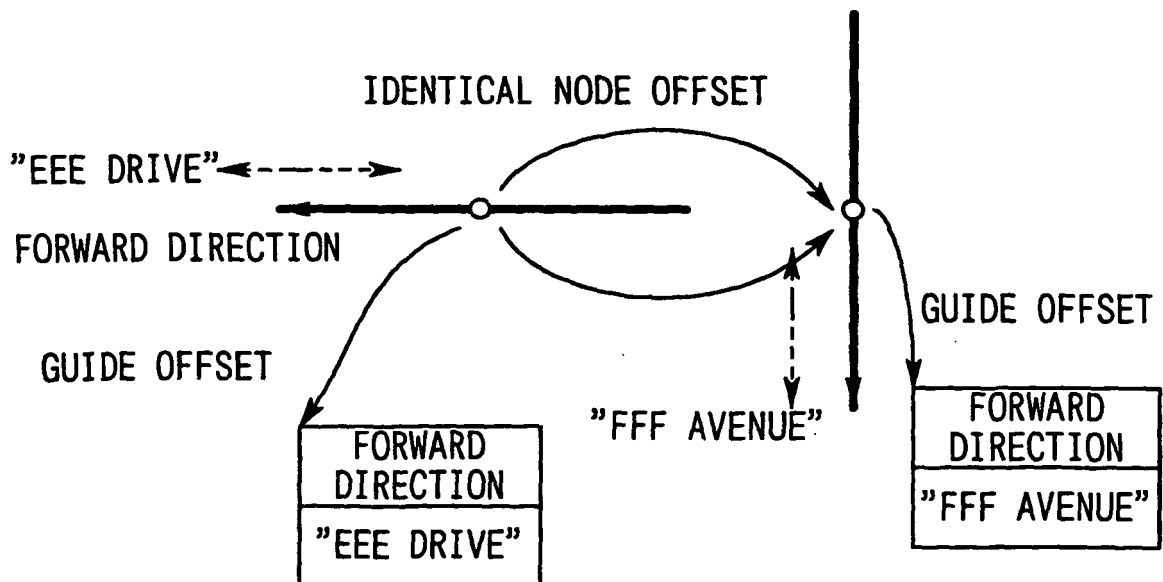 IDENTICAL NODE OFFSET
"EEE DRIVE"
FORWARD DIRECTION
GUIDE OFFSET
GUIDE OFFSET
"FFF AVENUE"
FORWARD
DIRECTION
"EEE DRIVE"
FORWARD
DIRECTION
"FFF AVENUE"